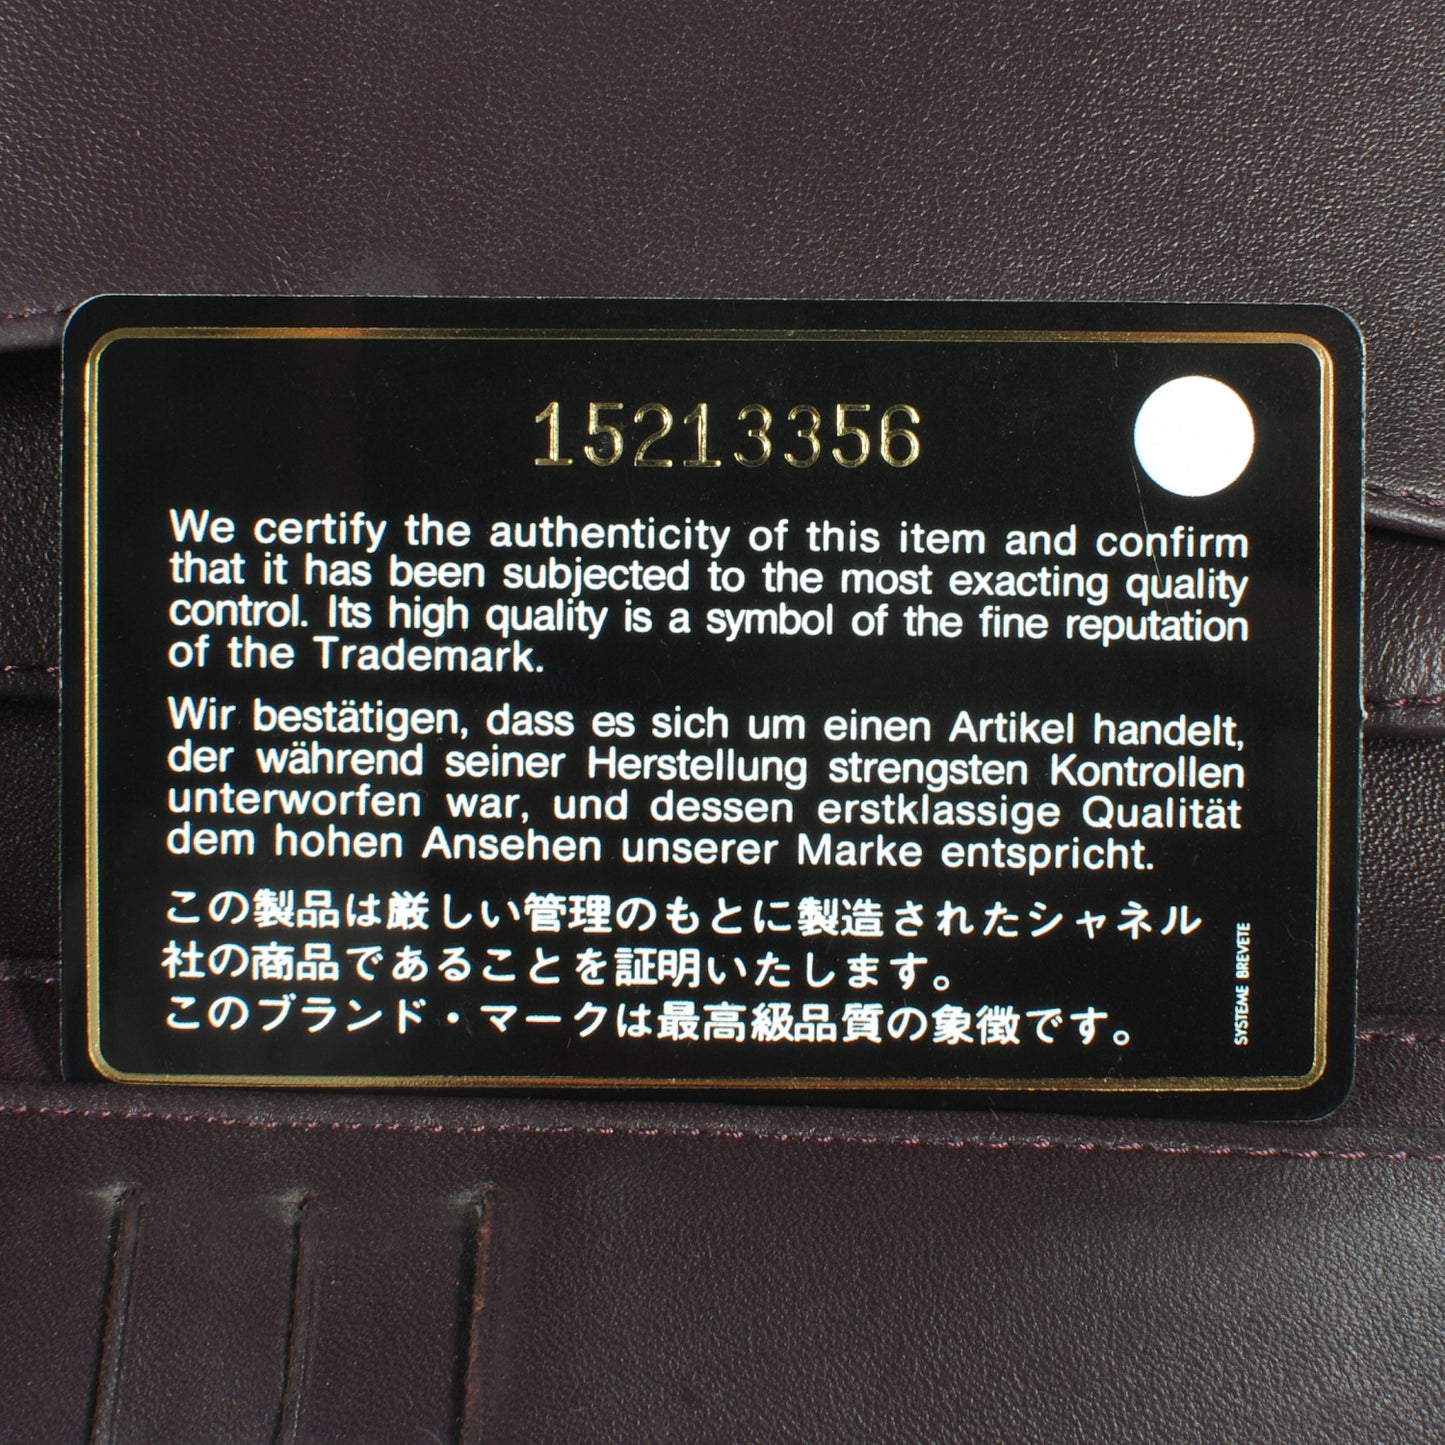 15213356
We certify the authenticity of this item and confirm
that it has been subjected to the most exacting quality
control. Its high quality is a symbol of the fine reputation
of the Trademark.
Wir bestätigen, dass es sich um einen Artikel handelt,
der während seiner Herstellung strengsten Kontrollen
unterworfen war, und dessen erstklassige Qualität
dem hohen Ansehen unserer Marke entspricht.
この製品は厳しい管理のもとに製造されたシャネル
社の商品であることを証明いたします。
このブランド・マークは最高級品質の象徴です。
SYSTEME BREVETE